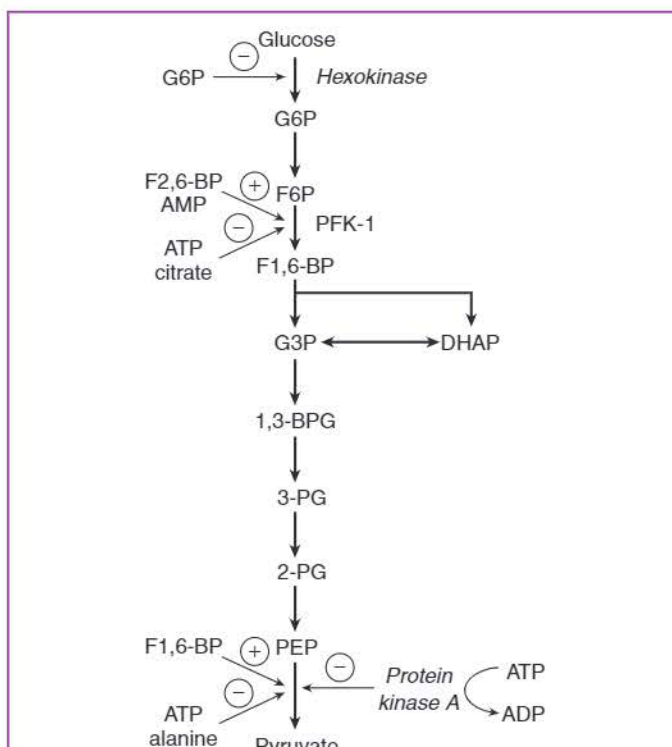 Glucose
−
G6P
Hexokinase
G6P
F2,6-BP
+
F6P
AMP
−
PFK-1
ATP
citrate
F1,6-BP
G3P
DHAP
1,3-BPG
3-PG
2-PG
F1,6-BP
+
PEP
−
Protein
kinase A
ATP
ADP
−
ATP
alanine
Pyruvate